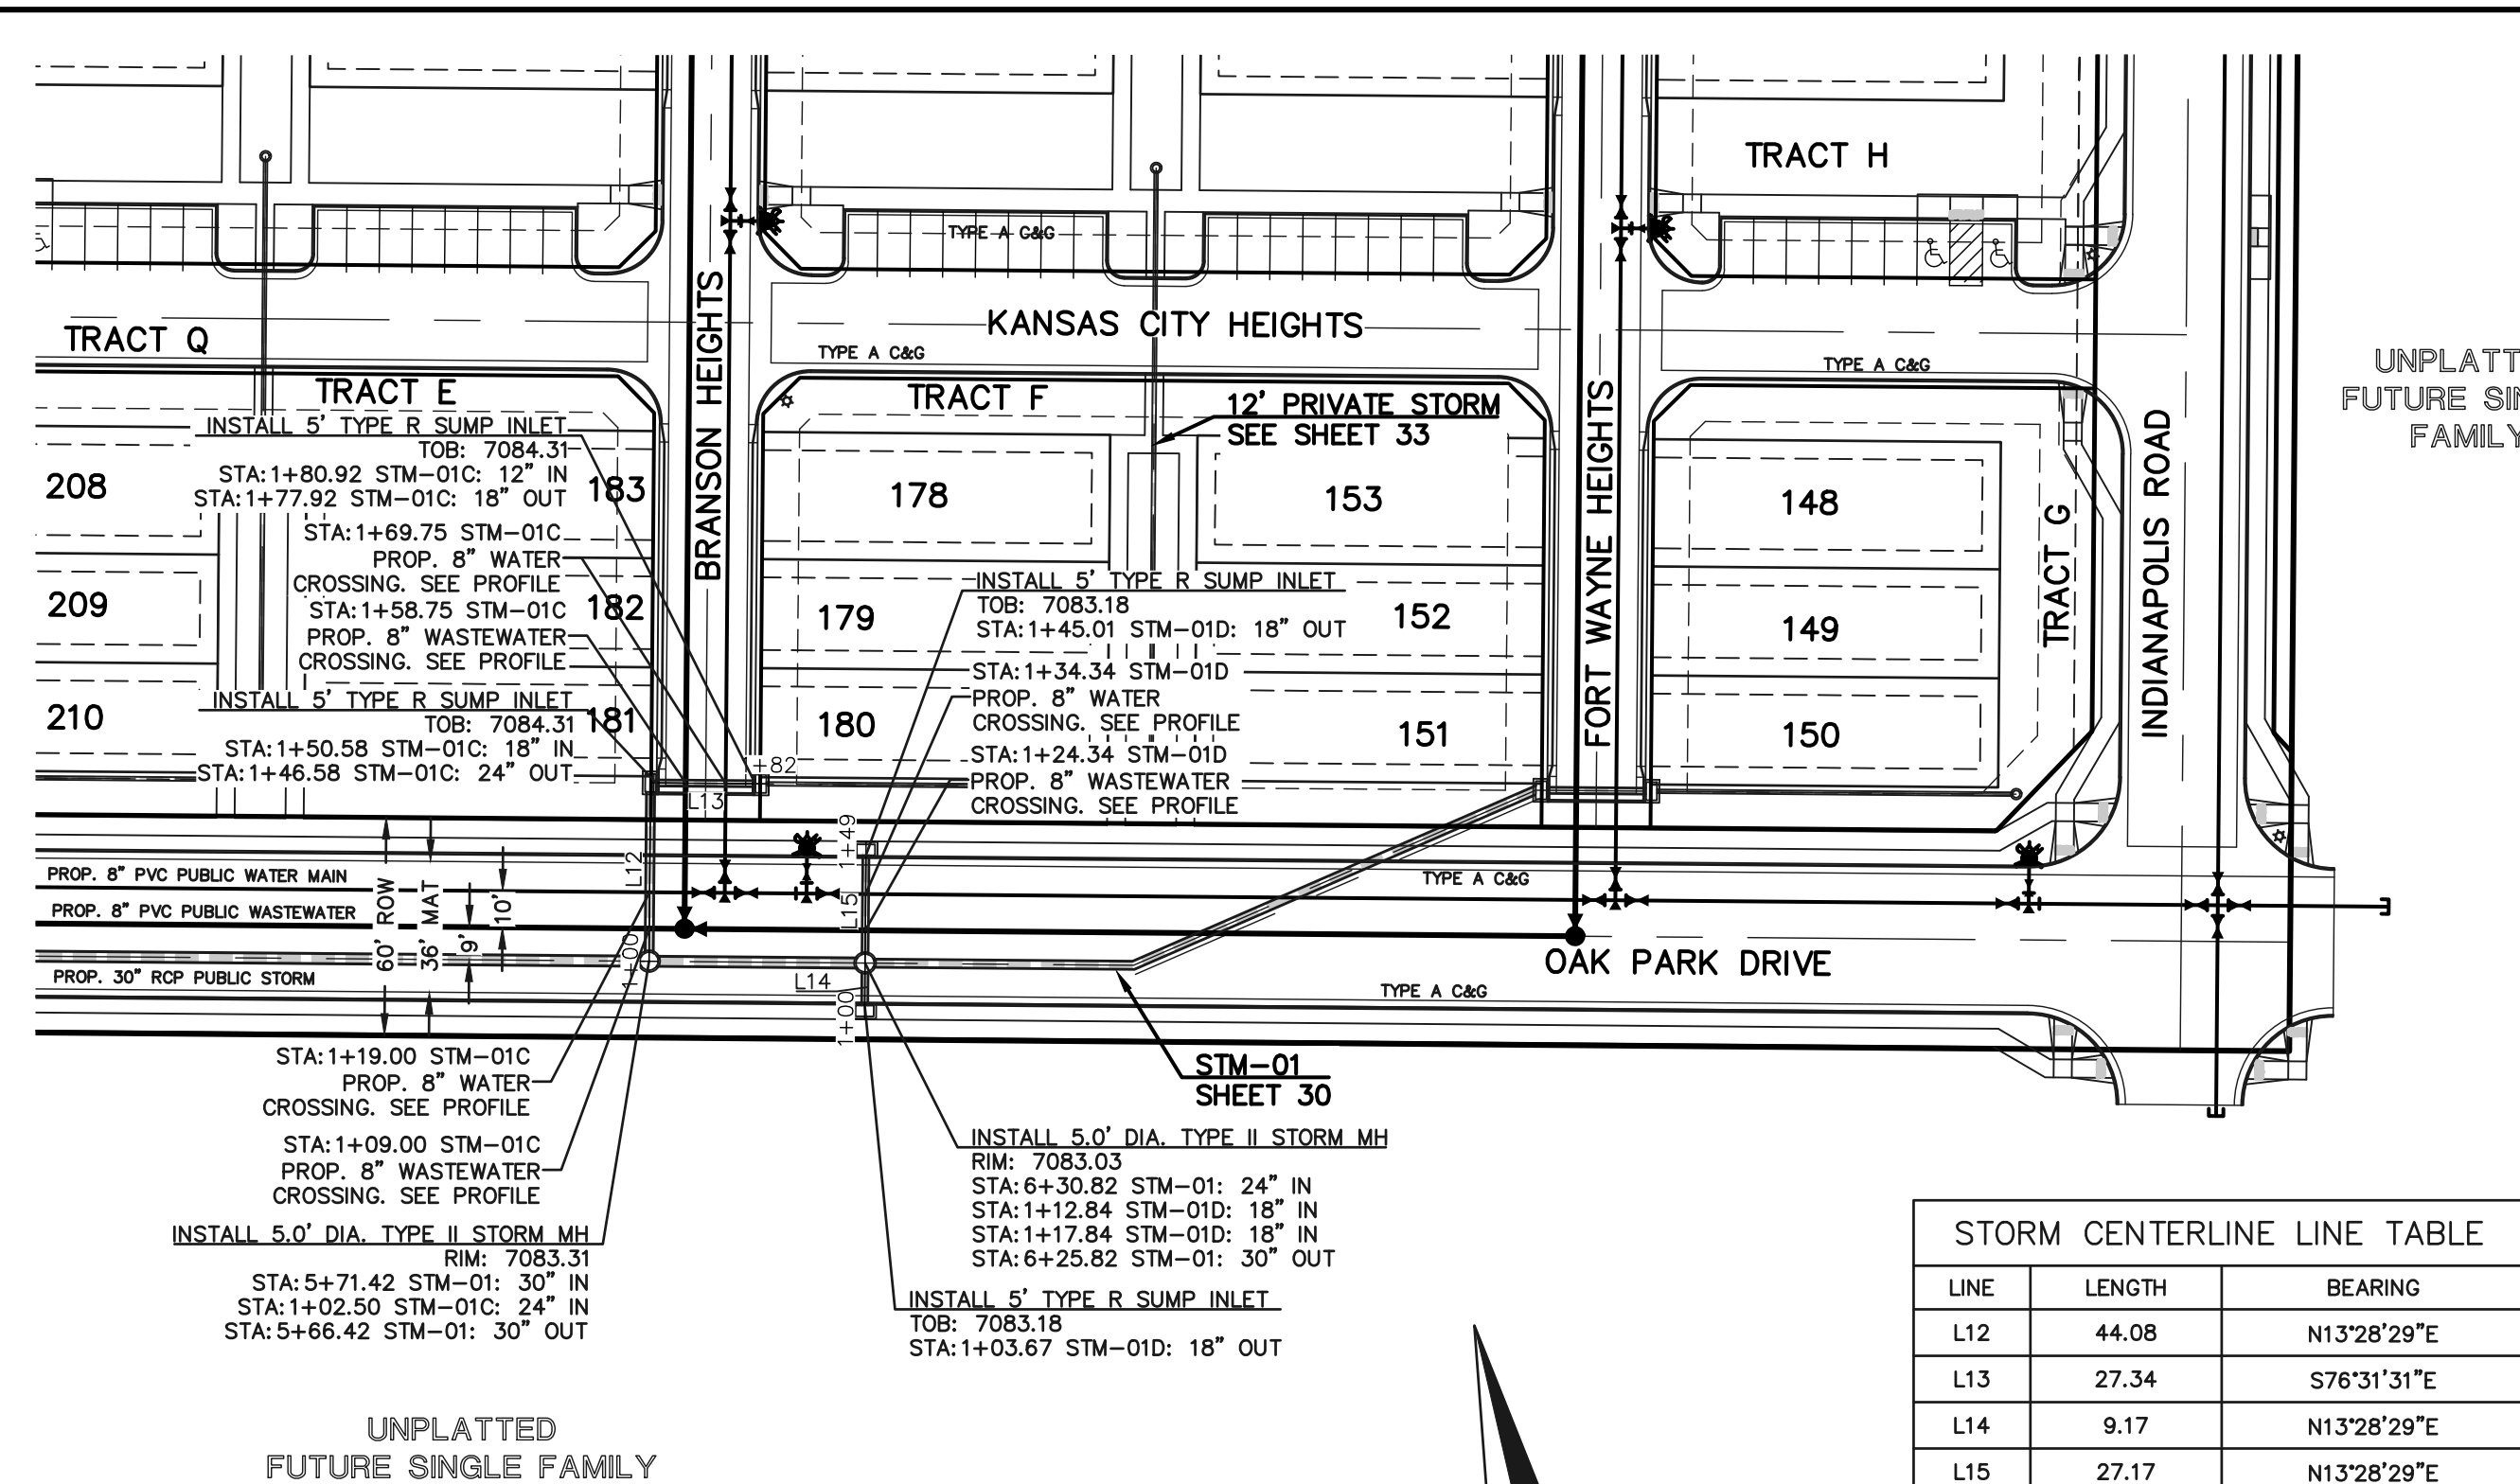 TRACT H
TYPE A C&G
TRACT Q
KANSAS CITY HEIGHTS
BRANSON HEIGHTS
TYPE A C&G
TYPE A C&G
UNPLATT
FUTURE SIN
FAMILY
TRACT E
TRACT F
12' PRIVATE STORM
SEE SHEET 33
FORT WAYNE HEIGHTS
INDIANAPOLIS ROAD
TRACT G
INSTALL 5' TYPE R SUMP INLET
TOB: 7084.31
STA:1+80.92 STM-01C: 12" IN
STA:1+77.92 STM-01C: 18" OUT
208
183
178
153
148
STA:1+69.75 STM-01C
PROP. 8" WATER
CROSSING. SEE PROFILE
209
182
179
152
149
STA:1+58.75 STM-01C
PROP. 8" WASTEWATER
CROSSING. SEE PROFILE
INSTALL 5' TYPE R SUMP INLET
TOB: 7083.18
STA:1+45.01 STM-01D: 18" OUT
STA:1+34.34 STM-01D
PROP. 8" WATER
CROSSING. SEE PROFILE
STA:1+24.34 STM-01D
PROP. 8" WASTEWATER
CROSSING. SEE PROFILE
210
181
180
151
150
INSTALL 5' TYPE R SUMP INLET
TOB: 7084.31
STA:1+50.58 STM-01C: 18" IN
STA:1+46.58 STM-01C: 24" OUT
1+82
L13
1+49
L12
L15
PROP. 8" PVC PUBLIC WATER MAIN
PROP. 8" PVC PUBLIC WASTEWATER
60' ROW
36' MAT
10'
9'
TYPE A C&G
1+00
PROP. 30" RCP PUBLIC STORM
L14
1+00
OAK PARK DRIVE
TYPE A C&G
STM-01
SHEET 30
STA:1+19.00 STM-01C
PROP. 8" WATER
CROSSING. SEE PROFILE
STA:1+09.00 STM-01C
PROP. 8" WASTEWATER
CROSSING. SEE PROFILE
INSTALL 5.0' DIA. TYPE II STORM MH
RIM: 7083.31
STA:5+71.42 STM-01: 30" IN
STA:1+02.50 STM-01C: 24" IN
STA:5+66.42 STM-01: 30" OUT
INSTALL 5.0' DIA. TYPE II STORM MH
RIM: 7083.03
STA:6+30.82 STM-01: 24" IN
STA:1+12.84 STM-01D: 18" IN
STA:1+17.84 STM-01D: 18" IN
STA:6+25.82 STM-01: 30" OUT
INSTALL 5' TYPE R SUMP INLET
TOB: 7083.18
STA:1+03.67 STM-01D: 18" OUT
UNPLATTED
FUTURE SINGLE FAMILY
STORM CENTERLINE LINE TABLE
LINE LENGTH BEARING
L12 44.08 N13°28'29"E
L13 27.34 S76°31'31"E
L14 9.17 N13°28'29"E
L15 27.17 N13°28'29"E